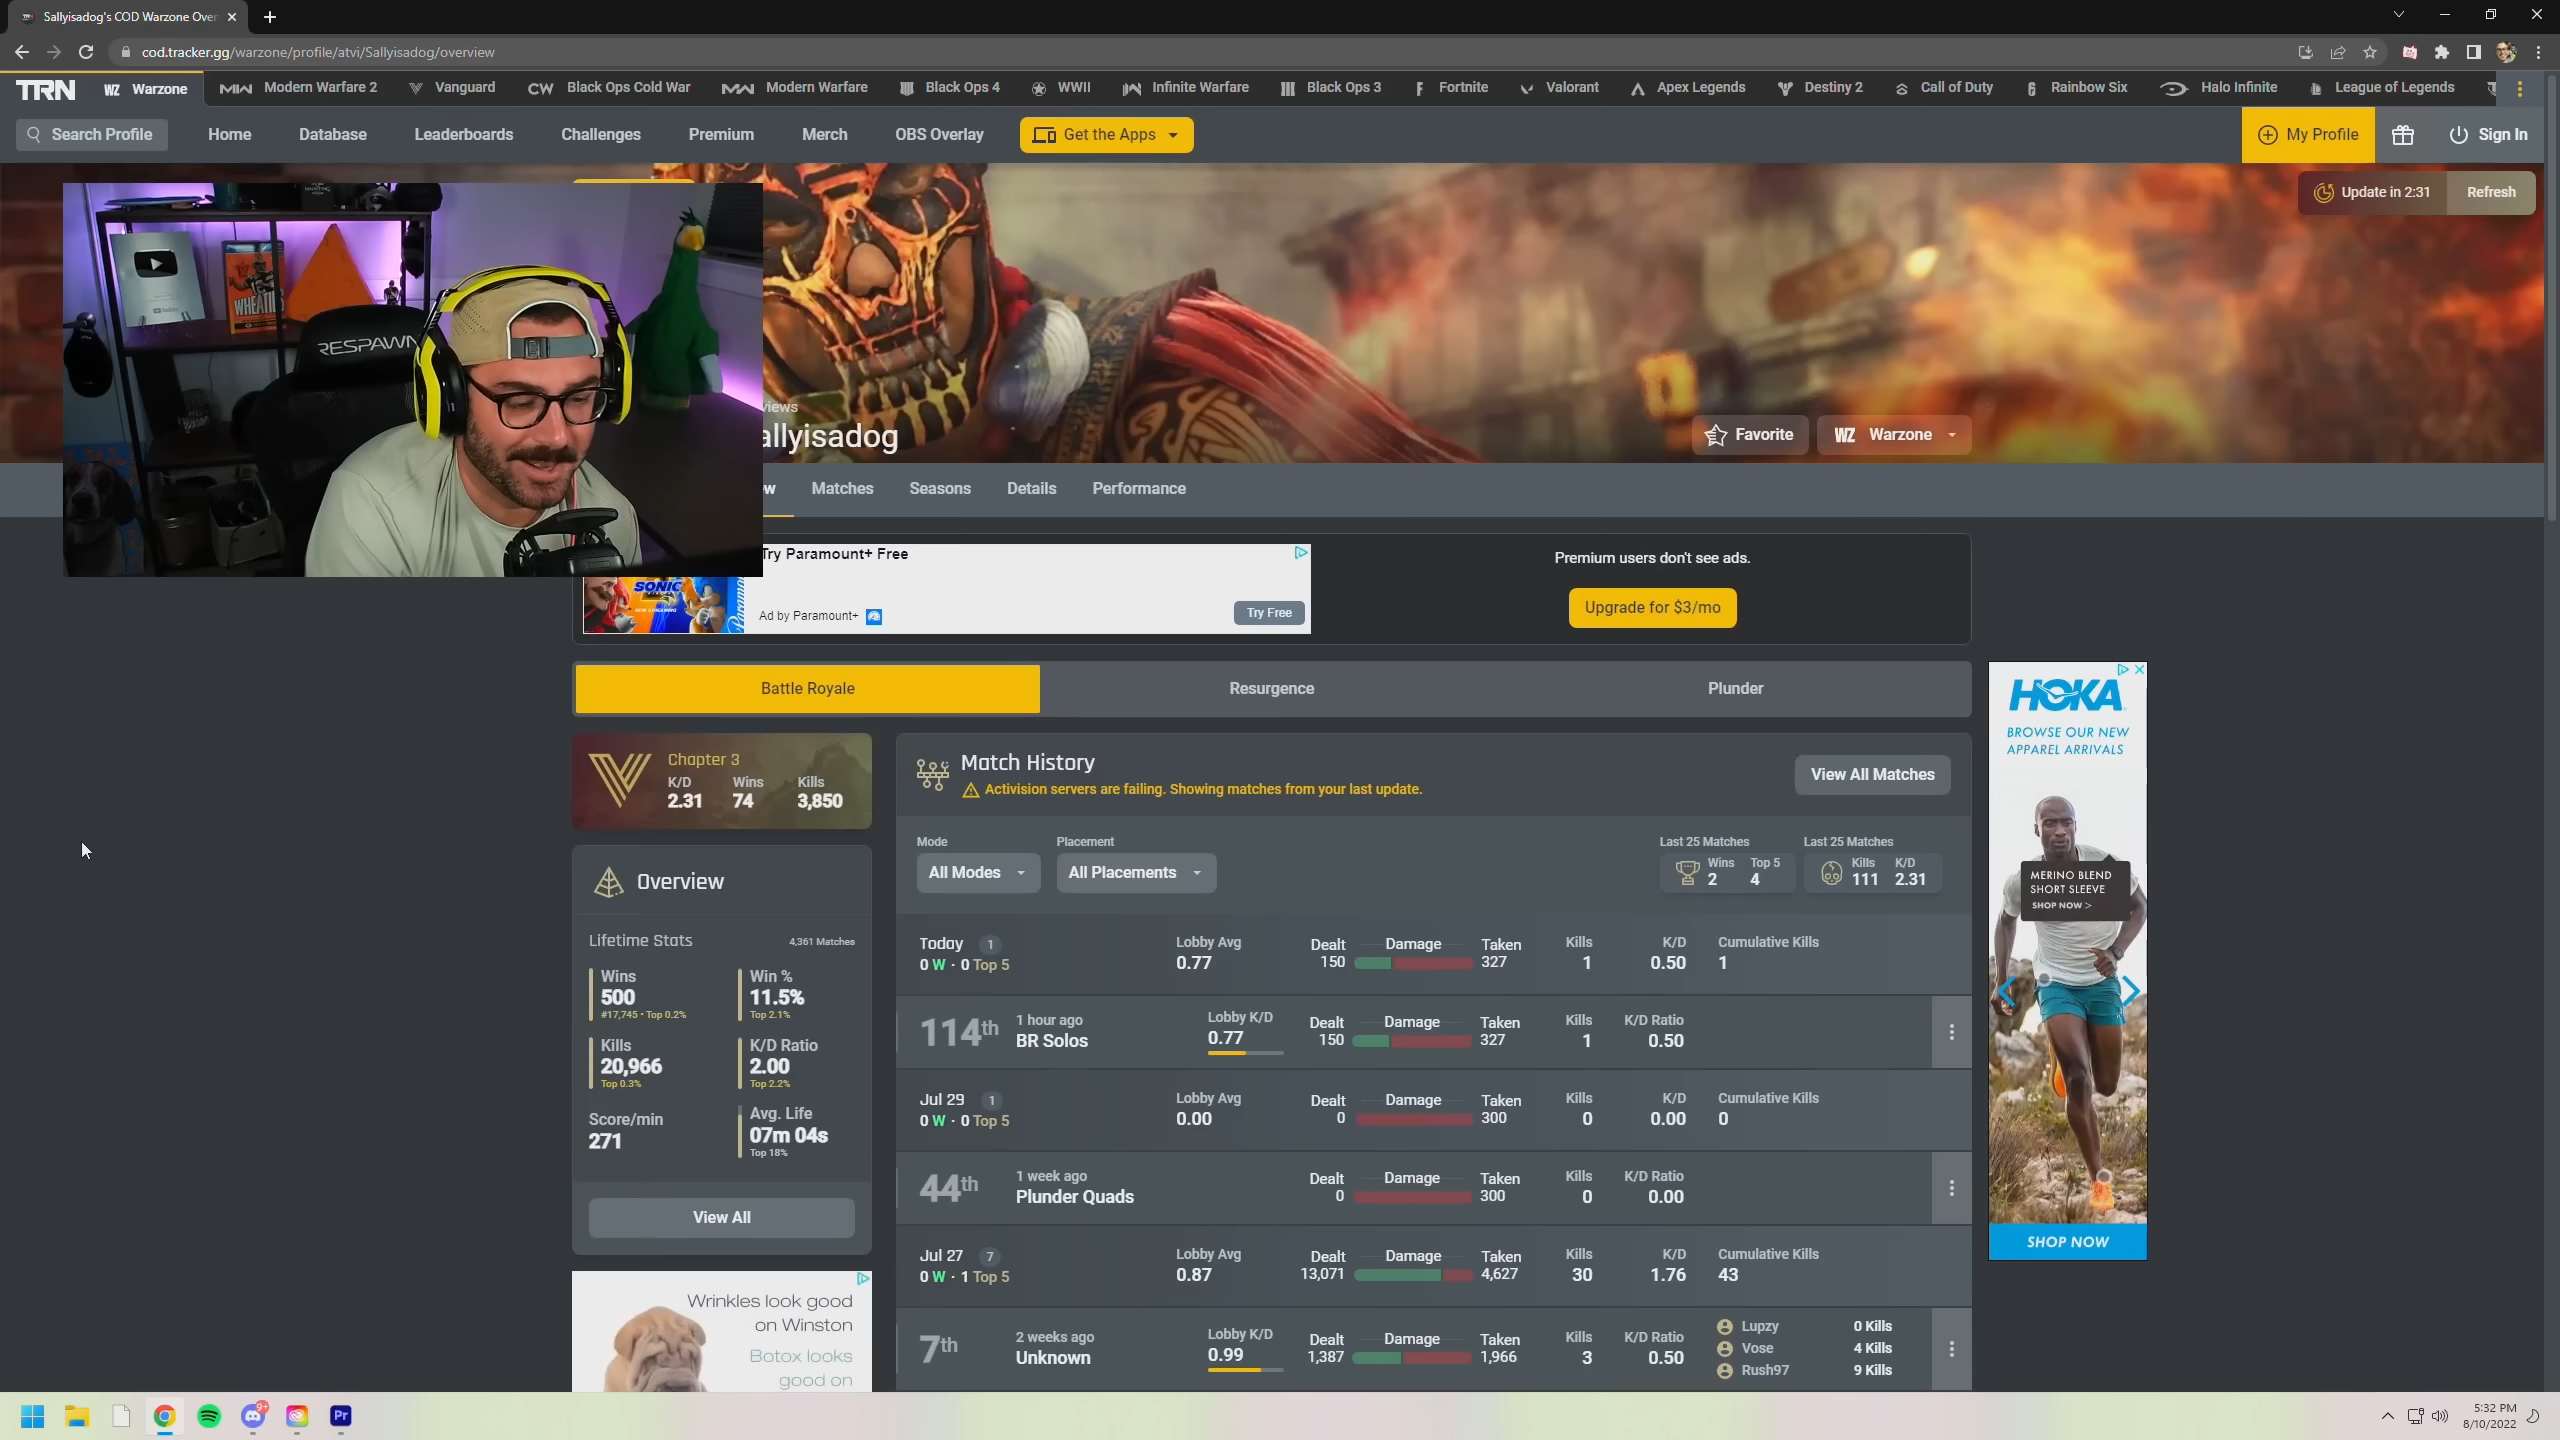 Sallyisadog's COD Warzone Over
cod.tracker.gg/warzone/profile/atvi/Sallyisadog/overview
TRN WZ Warzone Modern Warfare 2 Vanguard CW Black Ops Cold War Modern Warfare Black Ops 4 WWII Infinite Warfare Black Ops 3 Fortnite Valorant Apex Legends Destiny 2 Call of Duty Rainbow Six Halo Infinite League of Legends
Search Profile Home Database Leaderboards Challenges Premium Merch OBS Overlay Get the Apps My Profile Sign In
Update in 2:31 Refresh
WHEATIES
RESPAWN
views
allyisadog
Favorite WZ Warzone
ew Matches Seasons Details Performance
Try Paramount+ Free
SONIC
Ad by Paramount+
Try Free
Premium users don't see ads.
Upgrade for $3/mo
Battle Royale Resurgence Plunder
Chapter 3
K/D Wins Kills
2.31 74 3,850
Overview
Lifetime Stats 4,361 Matches
Wins Win %
500 11.5%
#17,745 • Top 0.2% Top 2.1%
Kills K/D Ratio
20,966 2.00
Top 0.3% Top 2.2%
Score/min Avg. Life
271 07m 04s
Top 18%
View All
Wrinkles look good
on Winston
Botox looks
good on
Match History
Activision servers are failing. Showing matches from your last update.
View All Matches
Mode Placement Last 25 Matches Last 25 Matches
All Modes All Placements Wins Top 5 Kills K/D
2 4 111 2.31
Today 1 Lobby Avg Dealt Damage Taken Kills K/D Cumulative Kills
0 W · 0 Top 5 0.77 150 327 1 0.50 1
114th 1 hour ago Lobby K/D Dealt Damage Taken Kills K/D Ratio
BR Solos 0.77 150 327 1 0.50
Jul 29 1 Lobby Avg Dealt Damage Taken Kills K/D Cumulative Kills
0 W · 0 Top 5 0.00 0 300 0 0.00 0
44th 1 week ago Dealt Damage Taken Kills K/D Ratio
Plunder Quads 0 300 0 0.00
Jul 27 7 Lobby Avg Dealt Damage Taken Kills K/D Cumulative Kills
0 W · 1 Top 5 0.87 13,071 4,627 30 1.76 43
7th 2 weeks ago Lobby K/D Dealt Damage Taken Kills K/D Ratio
Unknown 0.99 1,387 1,966 3 0.50
Lupzy 0 Kills
Vose 4 Kills
Rush97 9 Kills
HOKA
BROWSE OUR NEW
APPAREL ARRIVALS
MERINO BLEND
SHORT SLEEVE
SHOP NOW >
SHOP NOW
9+
Pr
5:32 PM
8/10/2022